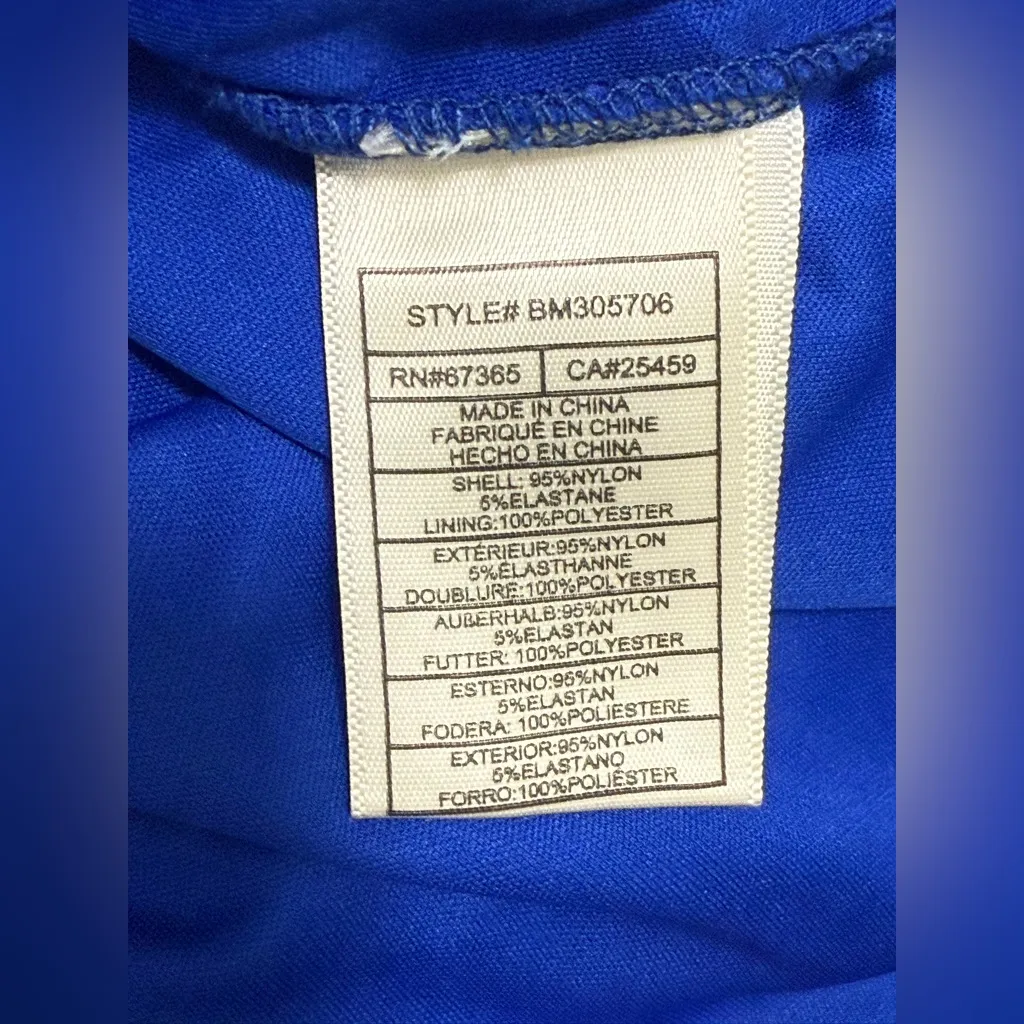 STYLE# BM305706
RN#67365 CA#25459
MADE IN CHINA
FABRIQUÉ EN CHINE
HECHO EN CHINA
SHELL: 95%NYLON
5%ELASTANE
LINING:100%POLYESTER
EXTÉRIEUR:95%NYLON
5%ÉLASTHANNE
DOUBLURE:100%POLYESTER
AUßERHALB:95%NYLON
5%ELASTAN
FUTTER: 100%POLYESTER
ESTERNO:95%NYLON
5%ELASTAN
FODERA: 100%POLIESTERE
EXTERIOR:95%NYLON
5%ELASTANO
FORRO:100%POLIÉSTER